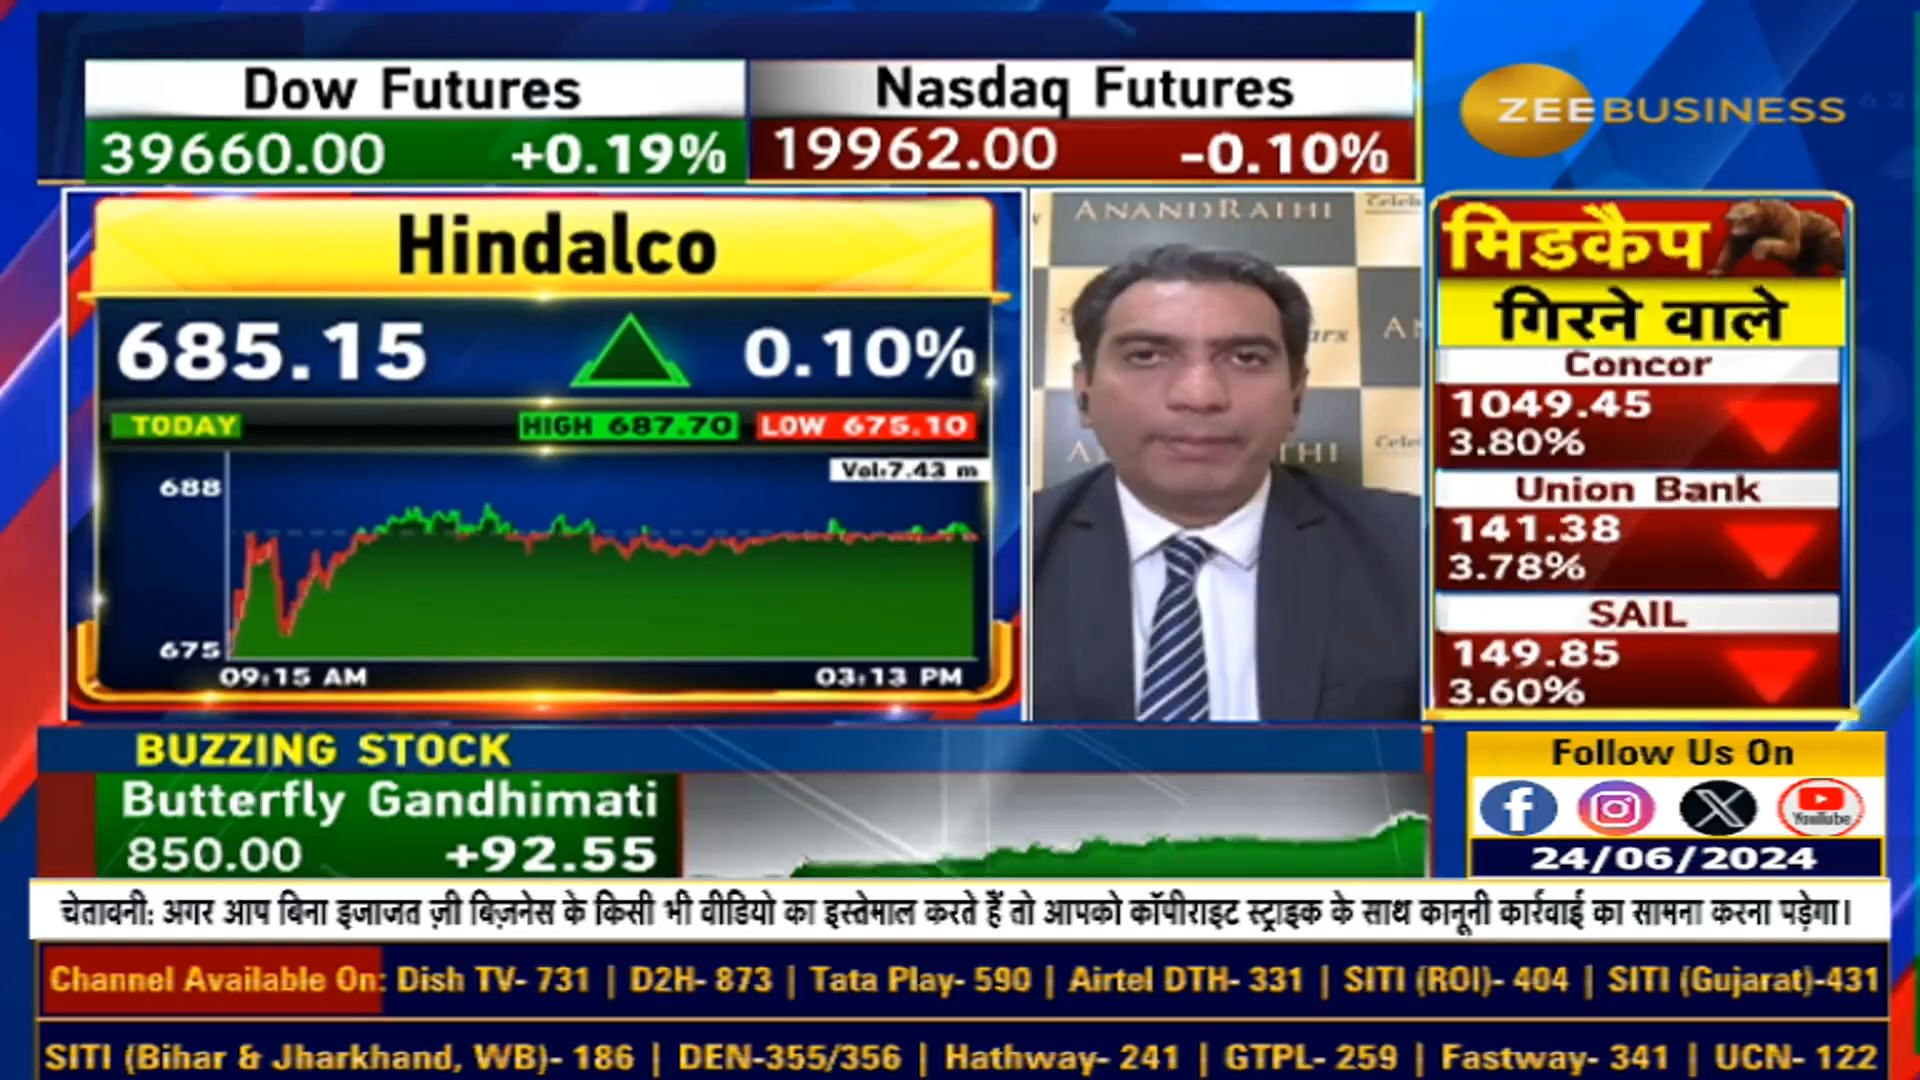 Dow Futures
39660.00 +0.19%
Nasdaq Futures
19962.00 -0.10%
ZEEBUSINESS
Hindalco
685.15 0.10%
TODAY HIGH 687.70 LOW 675.10
Vol:7.43 m
688
675
09:15 AM 03:13 PM
ANANDRATHI
मिडकैप
गिरने वाले
Concor
1049.45
3.80%
Union Bank
141.38
3.78%
SAIL
149.85
3.60%
BUZZING STOCK
Butterfly Gandhimati
850.00 +92.55
Follow Us On
YouTube
24/06/2024
चेतावनी: अगर आप बिना इजाजत ज़ी बिज़नेस के किसी भी वीडियो का इस्तेमाल करते हैं तो आपको कॉपीराइट स्ट्राइक के साथ कानूनी कार्रवाई का सामना करना पड़ेगा।
Channel Available On: Dish TV- 731 | D2H- 873 | Tata Play- 590 | Airtel DTH- 331 | SITI (ROI)- 404 | SITI (Gujarat)-431
SITI (Bihar & Jharkhand, WB)- 186 | DEN-355/356 | Hathway- 241 | GTPL- 259 | Fastway- 341 | UCN- 122